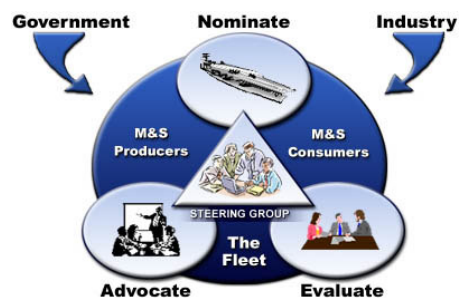 Government
Nominate
Industry
M&S
Producers
M&S
Consumers
STEERING GROUP
The
Fleet
Advocate
Evaluate